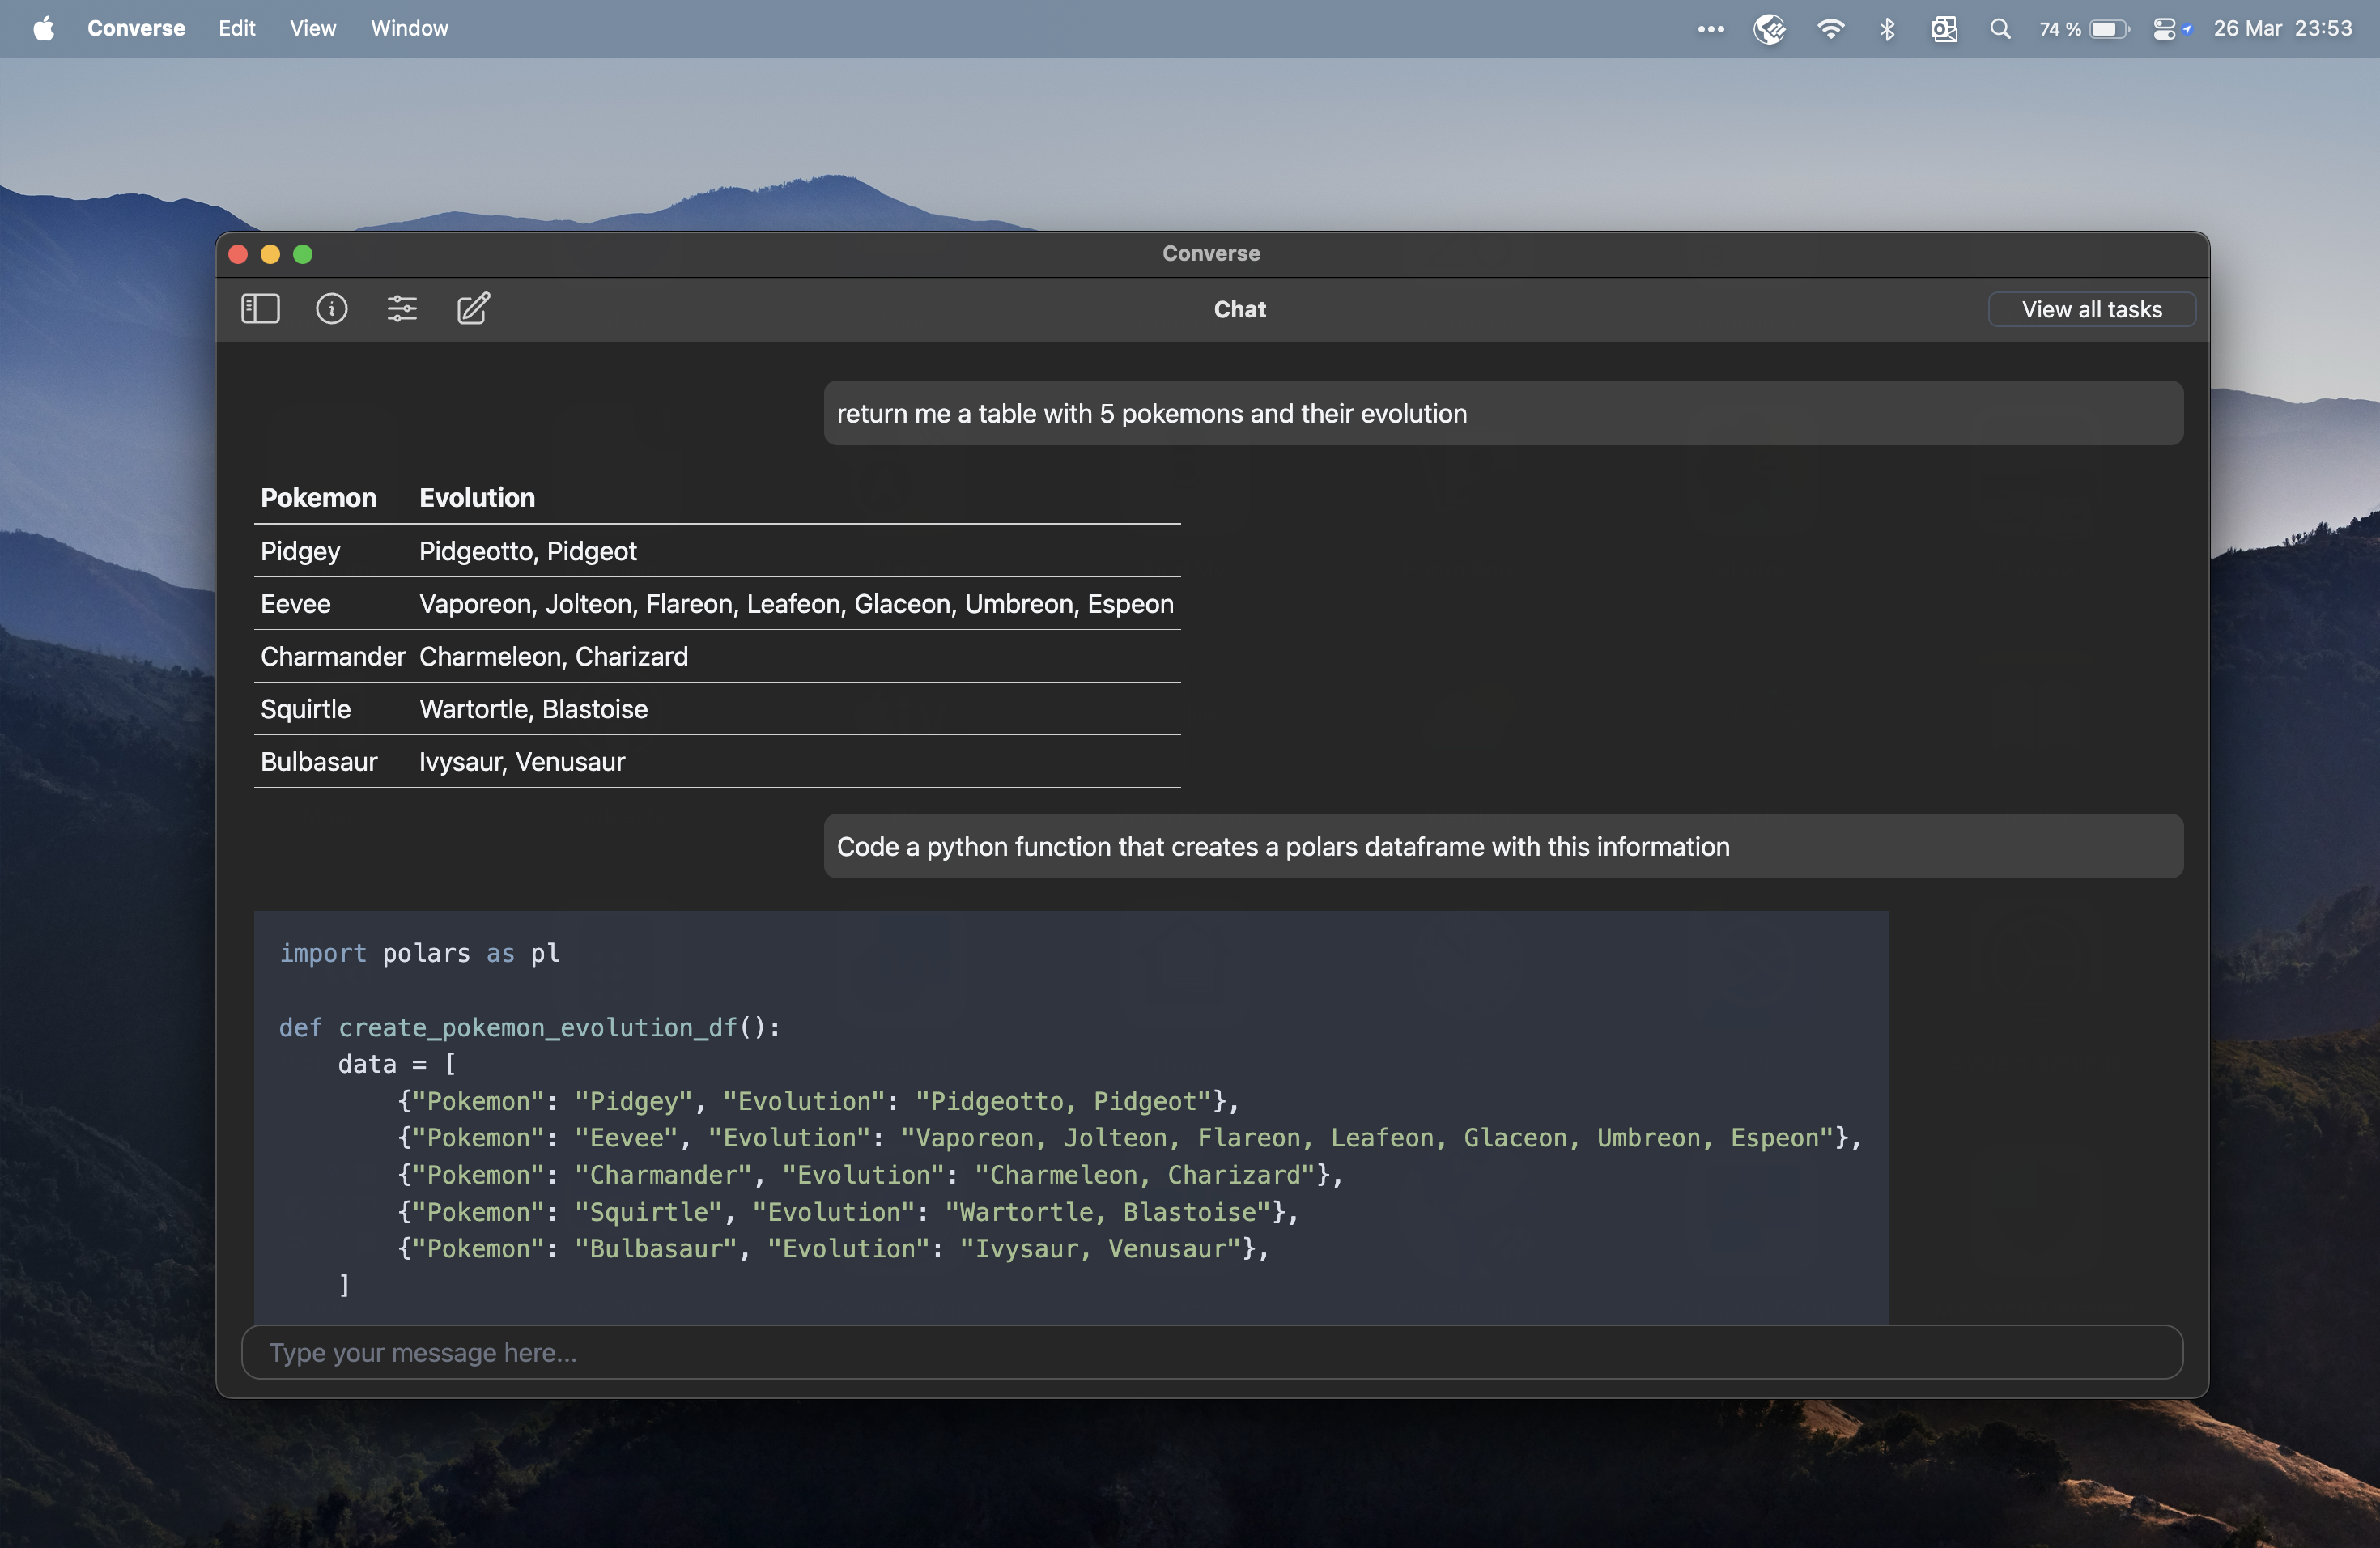 Converse Edit View Window 74 % 26 Mar 23:53
Converse
Chat View all tasks
return me a table with 5 pokemons and their evolution
Pokemon Evolution
Pidgey Pidgeotto, Pidgeot
Eevee Vaporeon, Jolteon, Flareon, Leafeon, Glaceon, Umbreon, Espeon
Charmander Charmeleon, Charizard
Squirtle Wartortle, Blastoise
Bulbasaur Ivysaur, Venusaur
Code a python function that creates a polars dataframe with this information
import polars as pl
def create_pokemon_evolution_df():
    data = [
        {"Pokemon": "Pidgey", "Evolution": "Pidgeotto, Pidgeot"},
        {"Pokemon": "Eevee", "Evolution": "Vaporeon, Jolteon, Flareon, Leafeon, Glaceon, Umbreon, Espeon"},
        {"Pokemon": "Charmander", "Evolution": "Charmeleon, Charizard"},
        {"Pokemon": "Squirtle", "Evolution": "Wartortle, Blastoise"},
        {"Pokemon": "Bulbasaur", "Evolution": "Ivysaur, Venusaur"},
    ]
Type your message here...